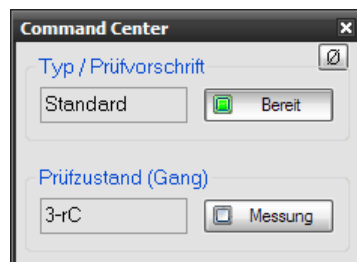 Command Center
Typ / Prüfvorschrift
Ø
Standard
Bereit
Prüfzustand (Gang)
3-rC
Messung